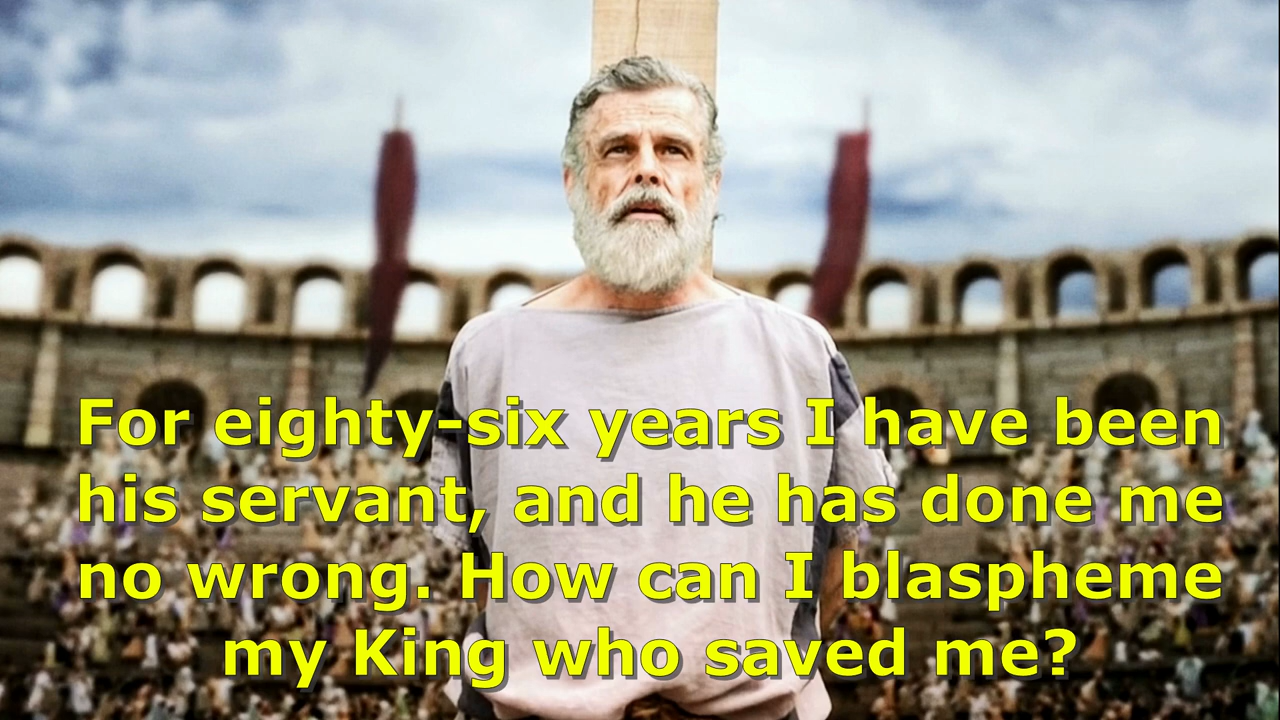 For eighty-six years I have been
his servant, and he has done me
no wrong. How can I blaspheme
my King who saved me?